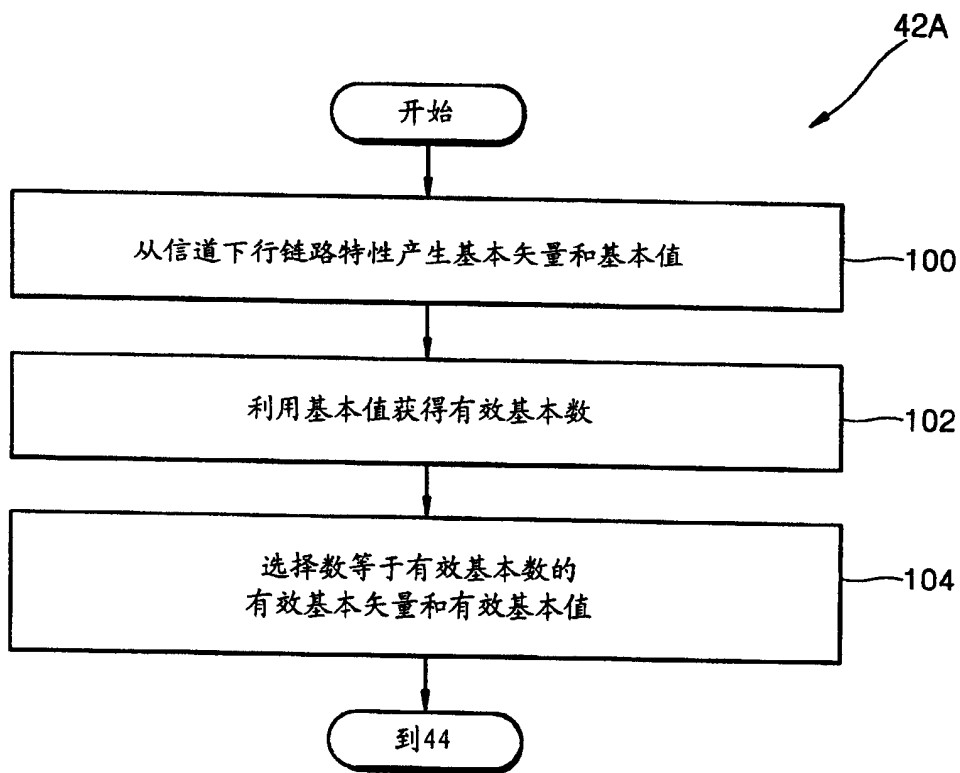 42A
开始
从信道下行链路特性产生基本矢量和基本值
100
利用基本值获得有效基本数
102
选择数等于有效基本数的
有效基本矢量和有效基本值
104
到44